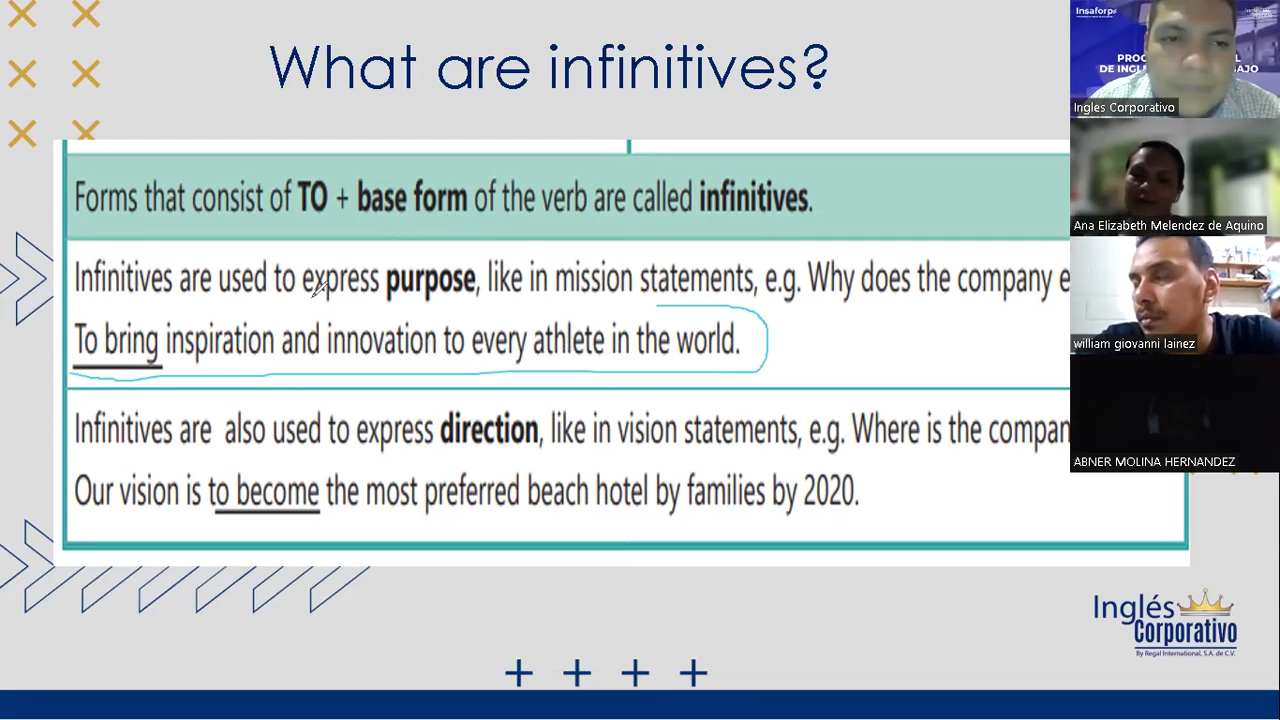 What are infinitives?
Forms that consist of TO + base form of the verb are called infinitives.
Infinitives are used to express purpose, like in mission statements, e.g. Why does the company
To bring inspiration and innovation to every athlete in the world.
Infinitives are also used to express direction, like in vision statements, e.g. Where is the
Our vision is to become the most preferred beach hotel by families by 2020.
Insaforp
DE
Ingles Corporativo
Ana Elizabeth Melendez de Aquino
william giovanni lainez
ABNER MOLINA HERNANDEZ
Inglés
Corporativo
By Regal International, S.A. de C.V.